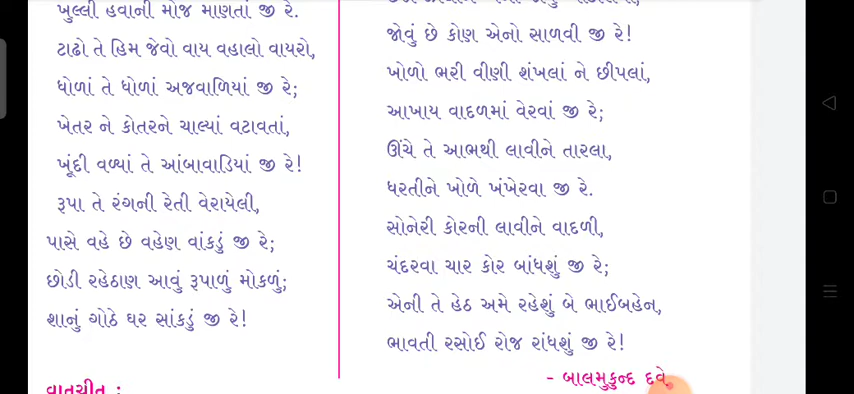 ખુલ્લી હવાની મોજ માણતાં જી રે.
ટાઢો તે હિમ જેવો વાય વહાલો વાયરો,
ધોળાં તે ધોળાં અજવાળિયાં જી રે;
ખેતર ને કોતરને ચાલ્યાં વટાવતાં,
ખૂંદી વળ્યાં તે આંબાવાડિયાં જી રે!
રૂપા તે રંગની રેતી વેરાયેલી,
પાસે વહે છે વહેણ વાંકડું જી રે;
છોડી રહેઠાણ આવું રૂપાળું મોકળું;
શાનું ગોઠે ઘર સાંકડું જી રે!
વાતચીત :
જોવું છે કોણ એનો સાળવી જી રે!
ખોળો ભરી વીણી શંખલાં ને છીપલાં,
આખાય વાદળમાં વેરવાં જી રે;
ઊંચે તે આભથી લાવીને તારલા,
ધરતીને ખોળે ખંખેરવા જી રે.
સોનેરી કોરની લાવીને વાદળી,
ચંદરવા ચાર કોર બાંધશું જી રે;
એની તે હેઠ અમે રહેશું બે ભાઈબહેન,
ભાવતી રસોઈ રોજ રાંધશું જી રે!
- બાલમુકુન્દ દવે